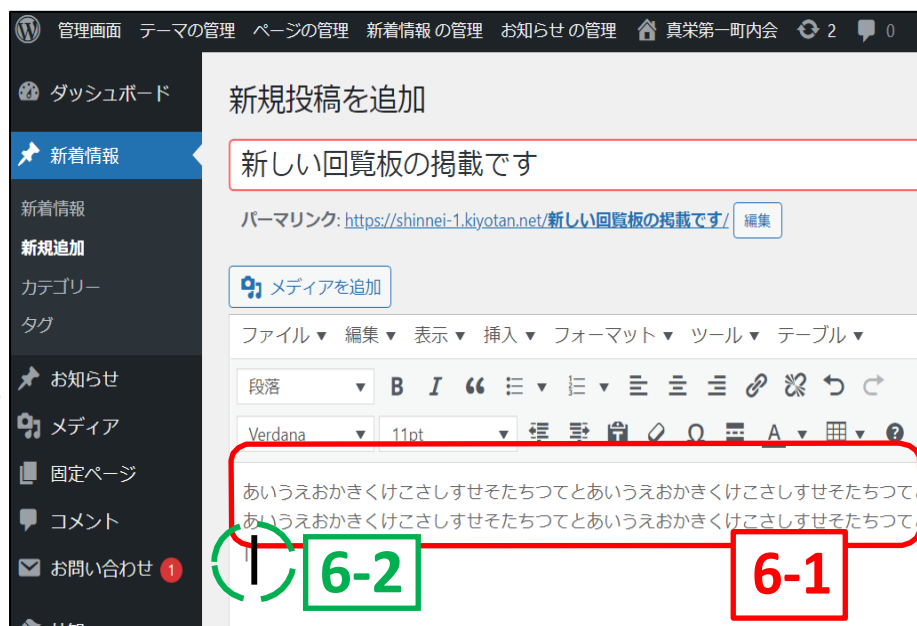 管理画面 テーマの管理 ページの管理 新着情報 の管理 お知らせ の管理 真栄第一町内会 2 0
ダッシュボード
新着情報
新着情報
新規追加
カテゴリー
タグ
お知らせ
メディア
固定ページ
コメント
お問い合わせ 1
新規投稿を追加
新しい回覧板の掲載です
パーマリンク: https://shinnei-1.kiyotan.net/新しい回覧板の掲載です/ 編集
メディアを追加
ファイル 編集 表示 挿入 フォーマット ツール テーブル
段落
Verdana 11pt
あいうえおかきくけこさしすせそたちつてとあいうえおかきくけこさしすせそたちつて
あいうえおかきくけこさしすせそたちつてとあいうえおかきくけこさしすせそたちつて
6-2
6-1